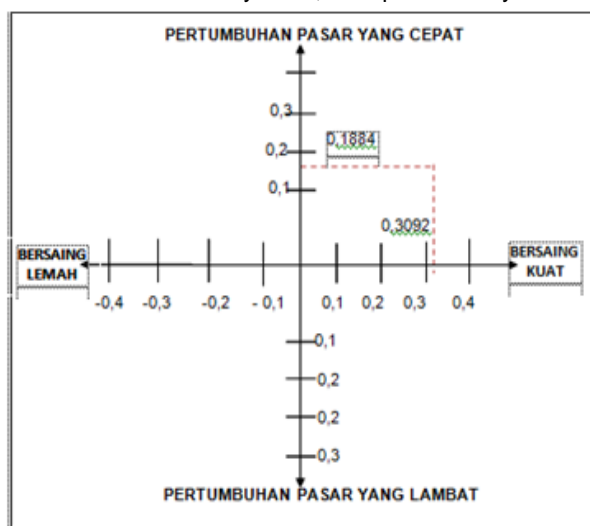 PERTUMBUHAN PASAR YANG CEPAT
0,3
0,2
0,1884
0,1
0,3092
BERSAING
LEMAH
BERSAING
KUAT
-0,4 -0,3 -0,2 - 0,1 0,1 0,2 0,3 0,4
0,1
0,2
0,2
0,3
PERTUMBUHAN PASAR YANG LAMBAT